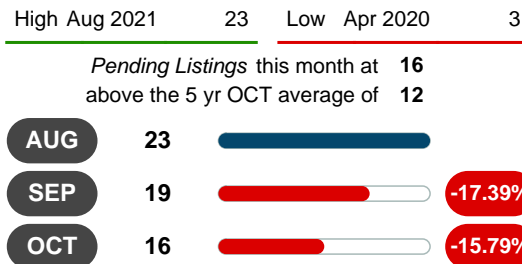 High Aug 2021 23 Low Apr 2020 3
Pending Listings this month at 16
above the 5 yr OCT average of 12
AUG 23
SEP 19 -17.39%
OCT 16 -15.79%